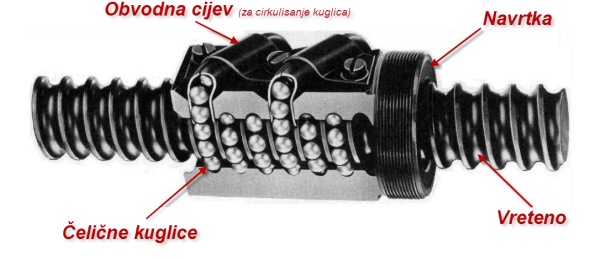 Obvodna cijev (za cirkulisanje kuglica)
Navrtka
Čelične kuglice
Vreteno